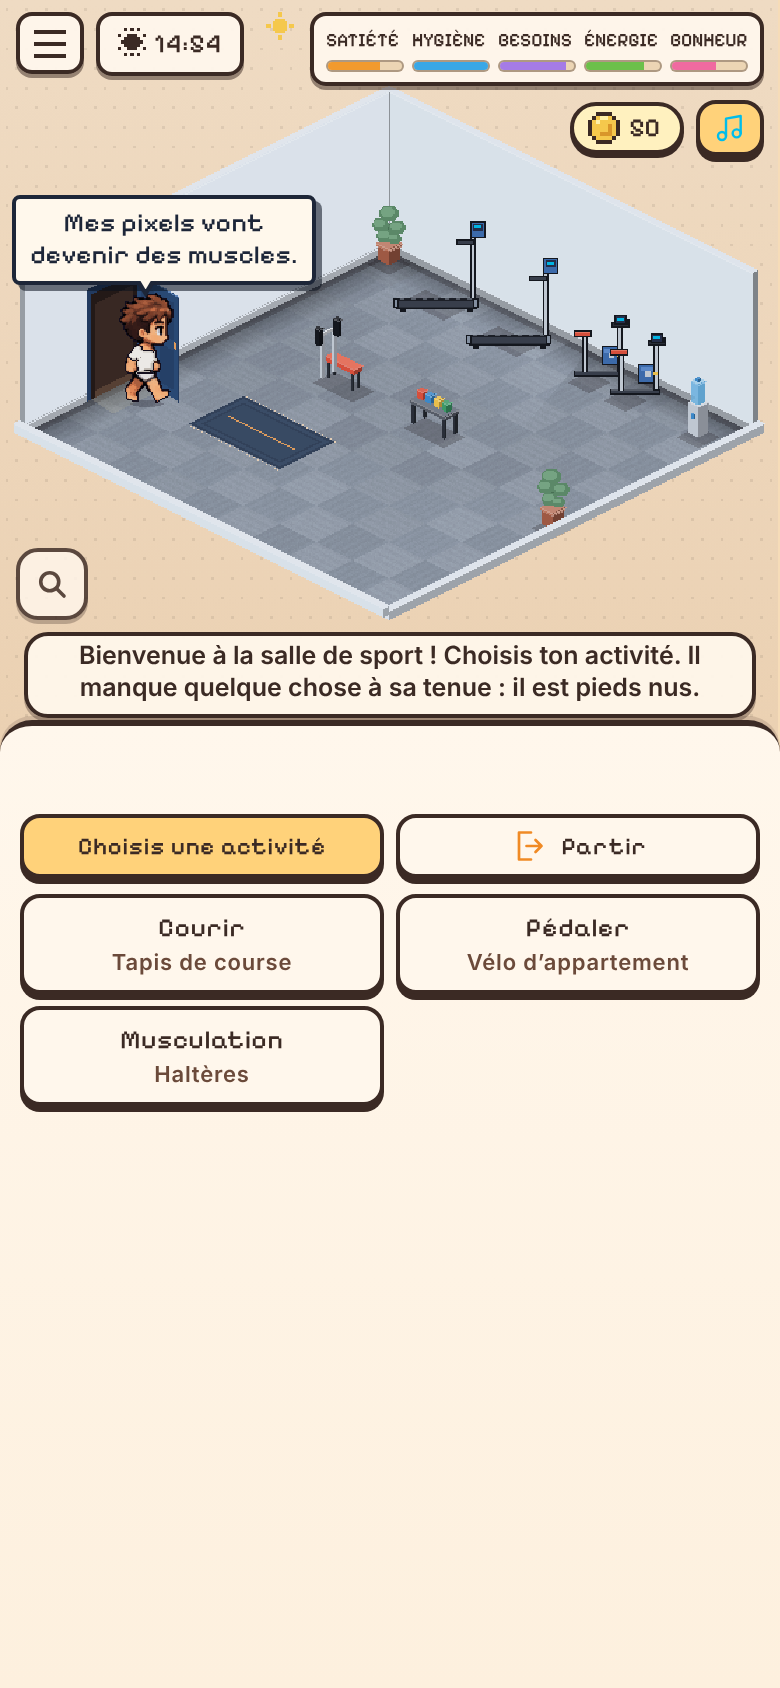 14:54
SATIÉTÉ HYGIÈNE BESOINS ÉNERGIE BONHEUR
50
Mes pixels vont
devenir des muscles.
Bienvenue à la salle de sport ! Choisis ton activité. Il
manque quelque chose à sa tenue : il est pieds nus.
Choisis une activité
Partir
Courir
Tapis de course
Pédaler
Vélo d’appartement
Musculation
Haltères